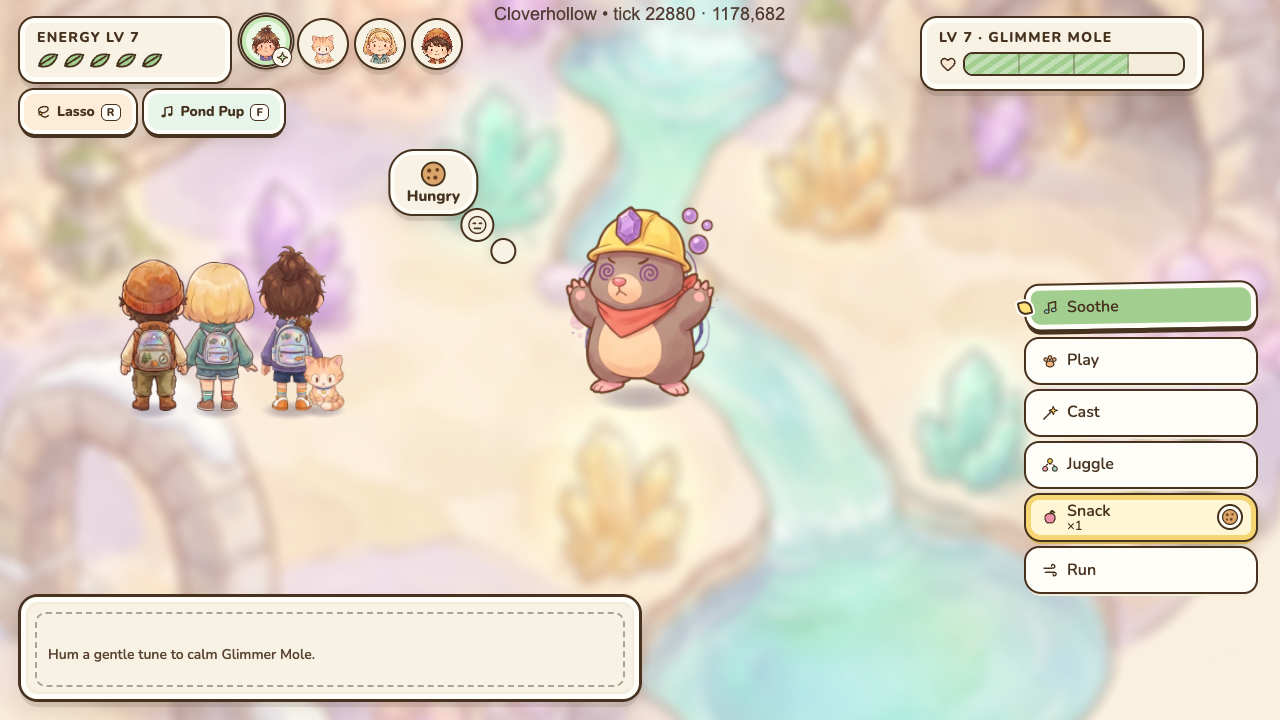 Cloverhollow • tick 22880 · 1178,682
ENERGY LV 7
LV 7 · GLIMMER MOLE
Lasso R
Pond Pup F
Hungry
Soothe
Play
Cast
Juggle
Snack
×1
Run
Hum a gentle tune to calm Glimmer Mole.